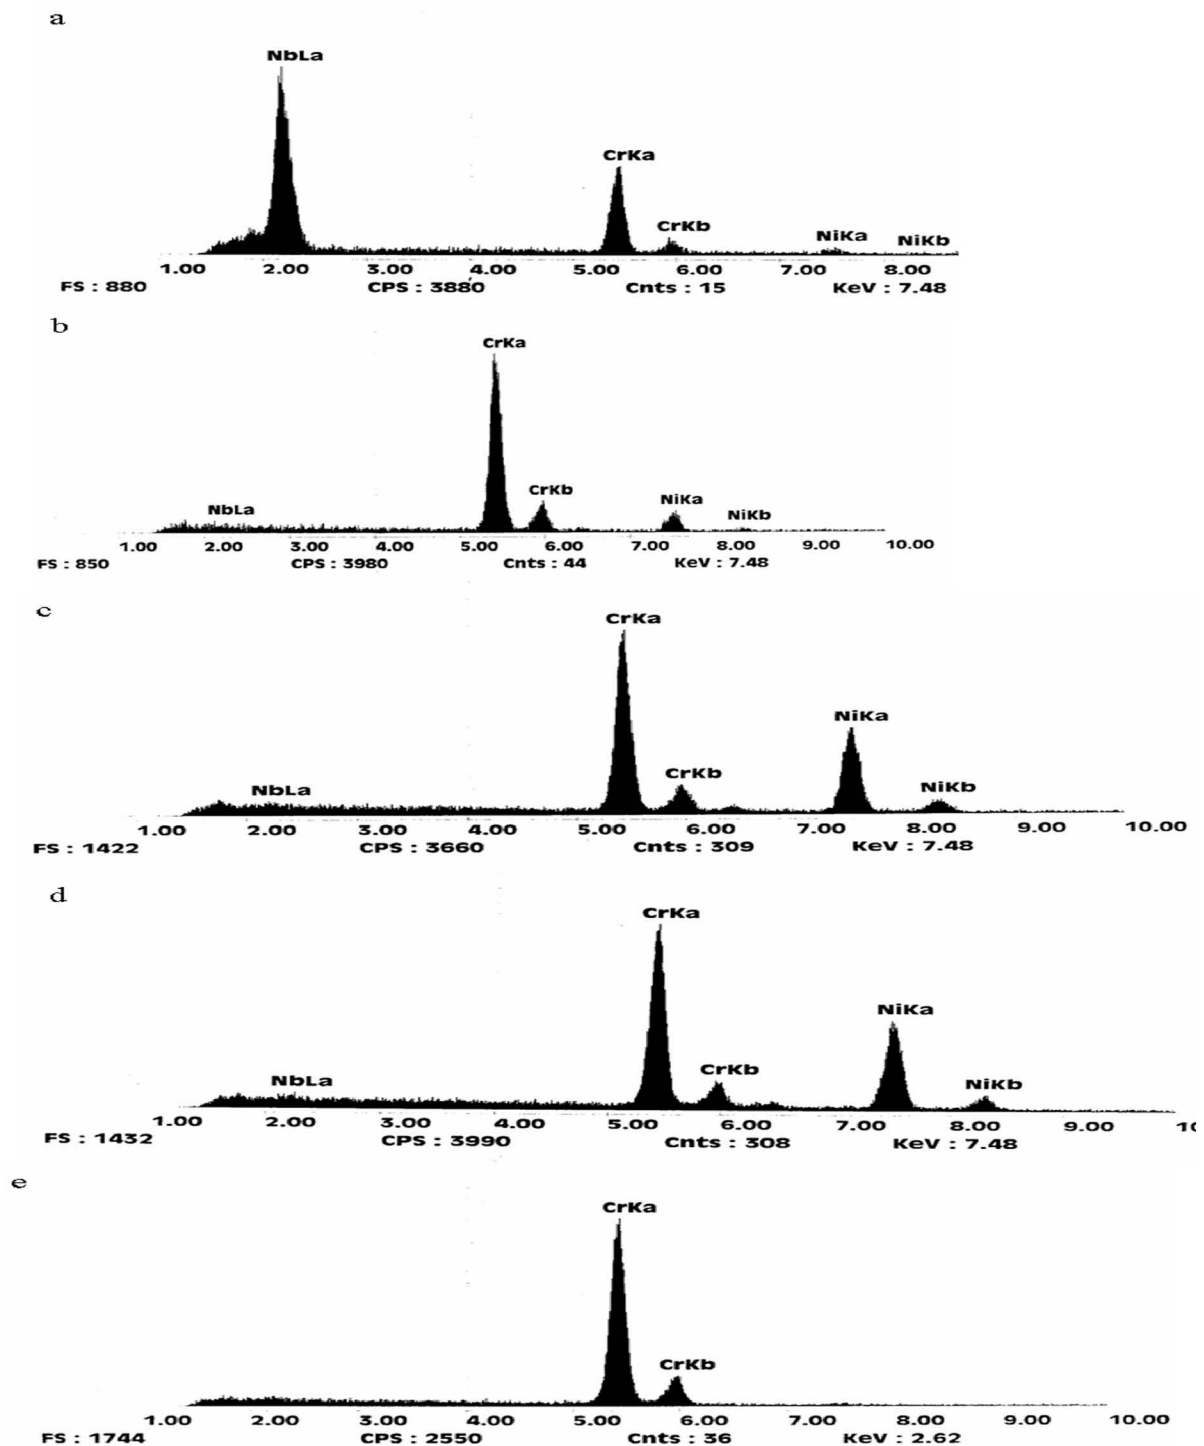 a
NbLa
CrKa
CrKb
NiKa
NiKb
1.00 2.00 3.00 4.00 5.00 6.00 7.00 8.00
FS : 880 CPS : 3880 Cnts : 15 KeV : 7.48
b
CrKa
CrKb
NiKa
NbLa
NiKb
1.00 2.00 3.00 4.00 5.00 6.00 7.00 8.00 9.00 10.00
FS : 850 CPS : 3980 Cnts : 44 KeV : 7.48
c
CrKa
NiKa
CrKb
NbLa
NiKb
1.00 2.00 3.00 4.00 5.00 6.00 7.00 8.00 9.00 10.00
FS : 1422 CPS : 3660 Cnts : 309 KeV : 7.48
d
CrKa
NiKa
CrKb
NbLa
NiKb
1.00 2.00 3.00 4.00 5.00 6.00 7.00 8.00 9.00
FS : 1432 CPS : 3990 Cnts : 308 KeV : 7.48
e
CrKa
CrKb
1.00 2.00 3.00 4.00 5.00 6.00 7.00 8.00 9.00 10.00
FS : 1744 CPS : 2550 Cnts : 36 KeV : 2.62